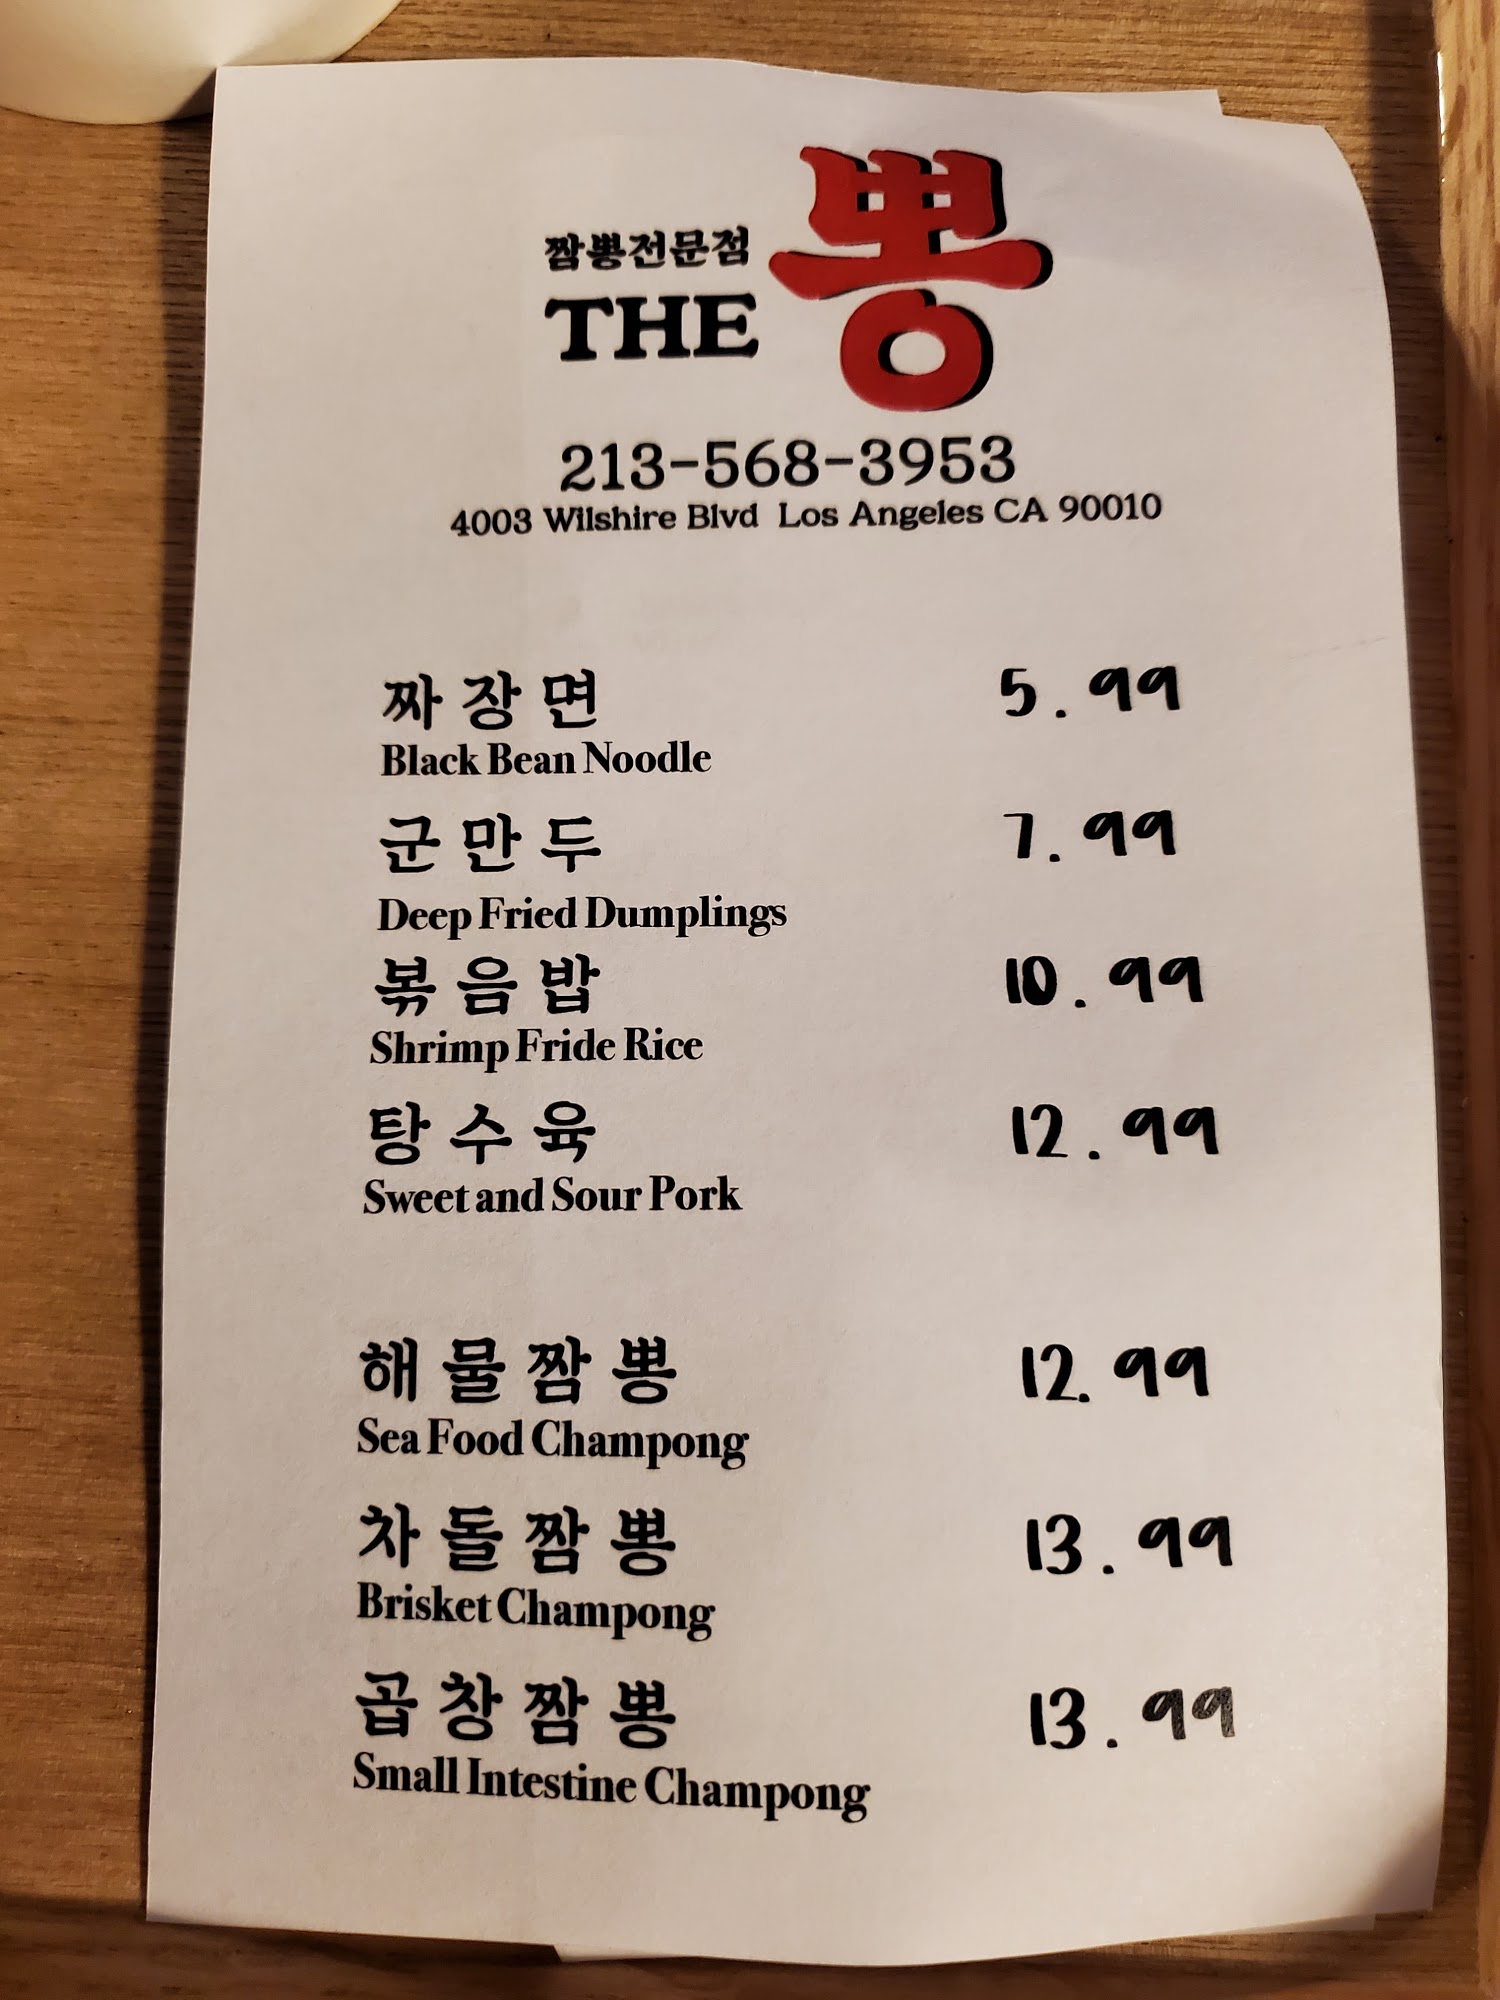 짬뽕전문점
THE 뽕
213-568-3953
4003 Wilshire Blvd Los Angeles CA 90010
짜장면 5.99
Black Bean Noodle
군만두 7.99
Deep Fried Dumplings
볶음밥 10.99
Shrimp Fride Rice
탕수육 12.99
Sweet and Sour Pork
해물짬뽕 12.99
Sea Food Champong
차돌짬뽕 13.99
Brisket Champong
곱창짬뽕 13.99
Small Intestine Champong